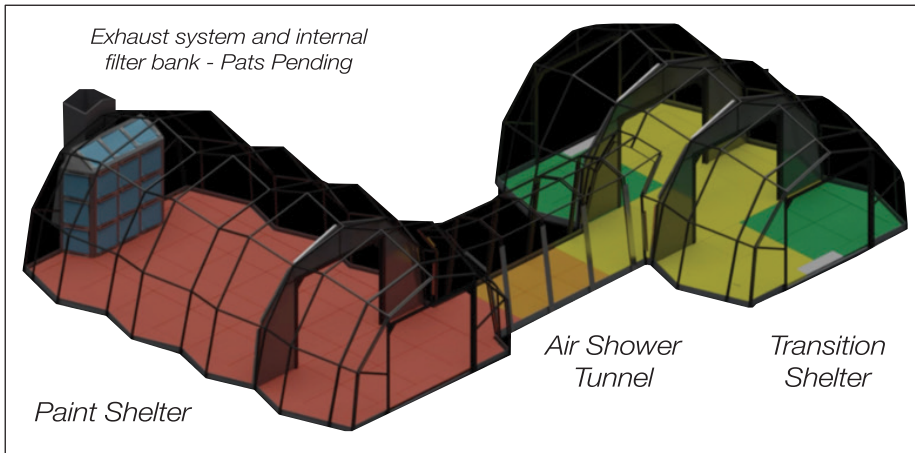 Exhaust system and internal
filter bank - Pats Pending
Air Shower
Tunnel
Transition
Shelter
Paint Shelter